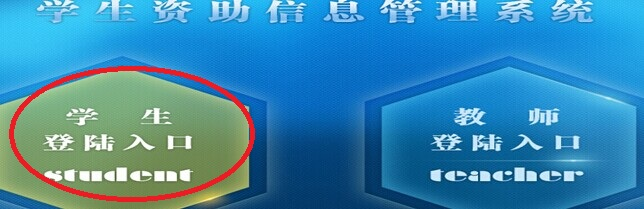 学生资助信息管理系统
学 生
登陆入口
student
教 师
登陆入口
teacher